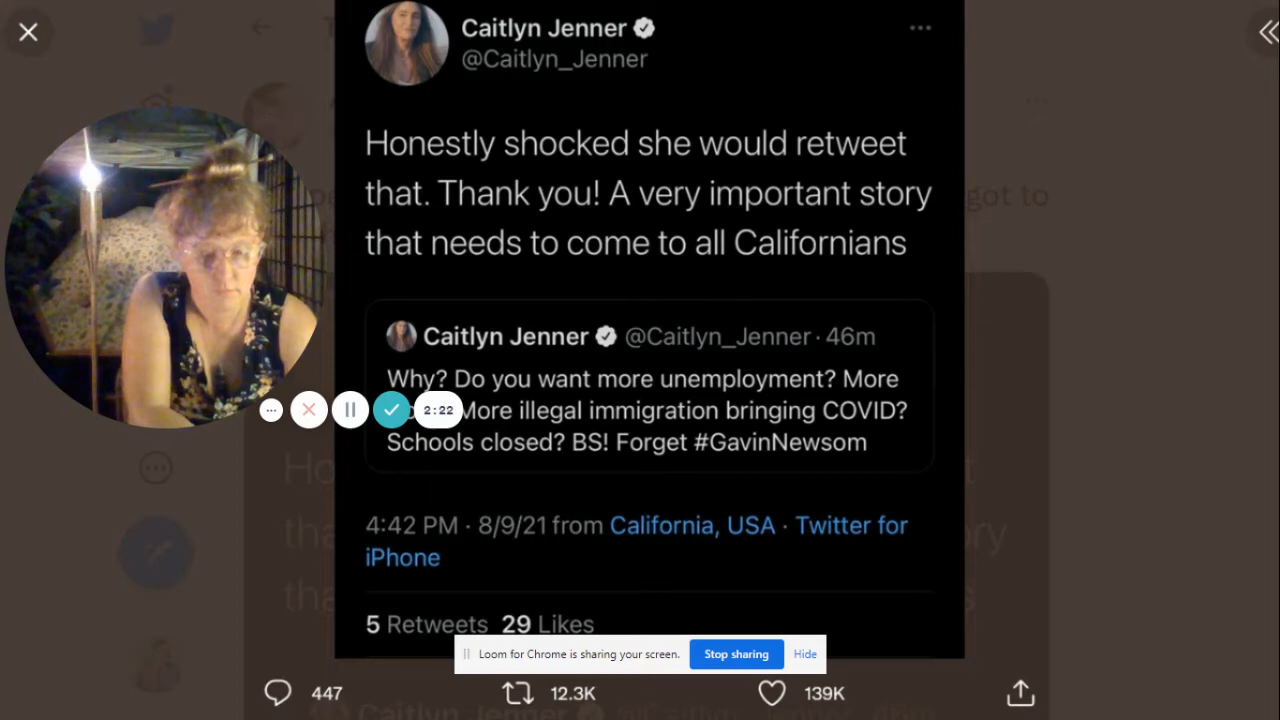 Caitlyn Jenner
@Caitlyn_Jenner
Honestly shocked she would retweet
that. Thank you! A very important story
that needs to come to all Californians
got to
Caitlyn Jenner @Caitlyn_Jenner · 46m
Why? Do you want more unemployment? More
More illegal immigration bringing COVID?
2:22
Schools closed? BS! Forget #GavinNewsom
4:42 PM · 8/9/21 from California, USA · Twitter for
iPhone
5 Retweets 29 Likes
Loom for Chrome is sharing your screen. Stop sharing Hide
447 12.3K 139K